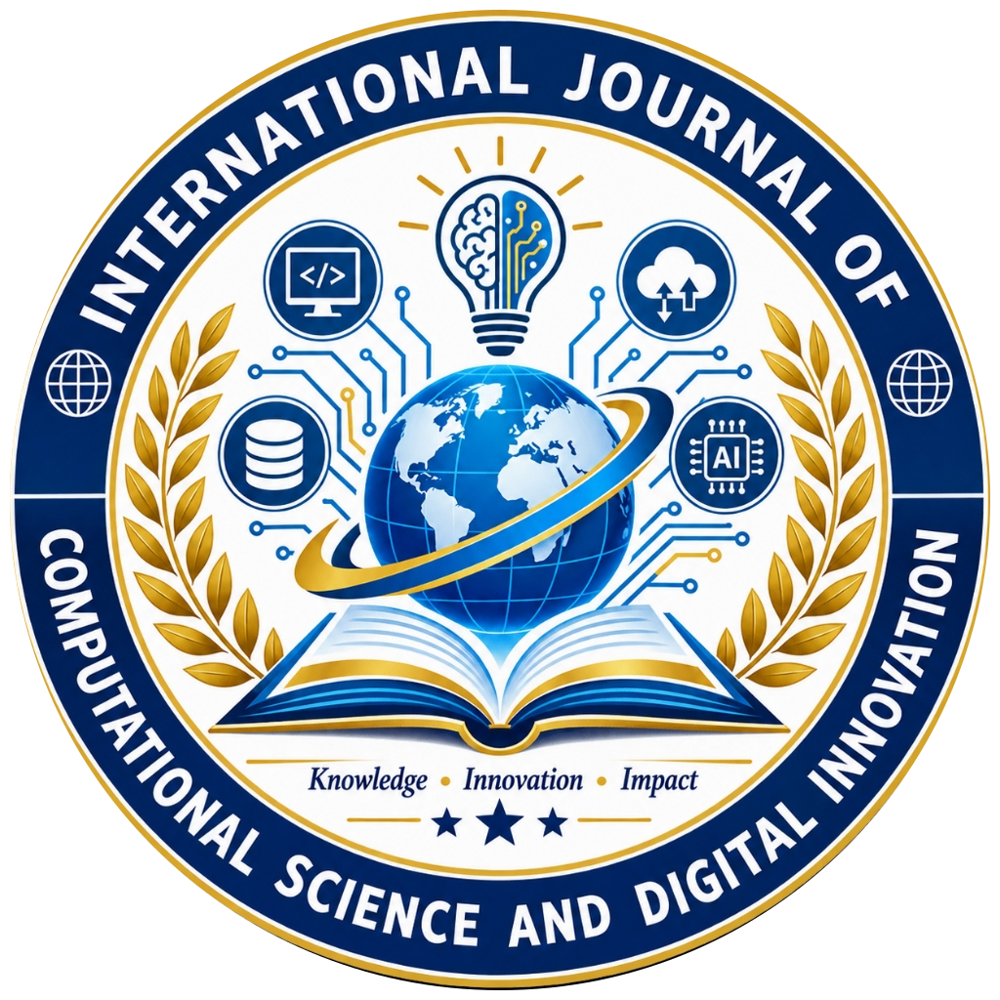 INTERNATIONAL JOURNAL OF
</>
AI
Knowledge • Innovation • Impact
COMPUTATIONAL SCIENCE AND DIGITAL INNOVATION